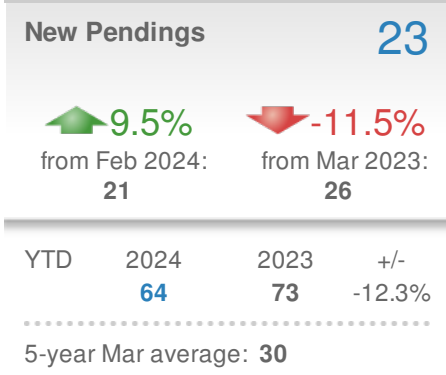 New Pendings 23
9.5% -11.5%
from Feb 2024: from Mar 2023:
21 26
YTD 2024 2023 +/-
64 73 -12.3%
5-year Mar average: 30